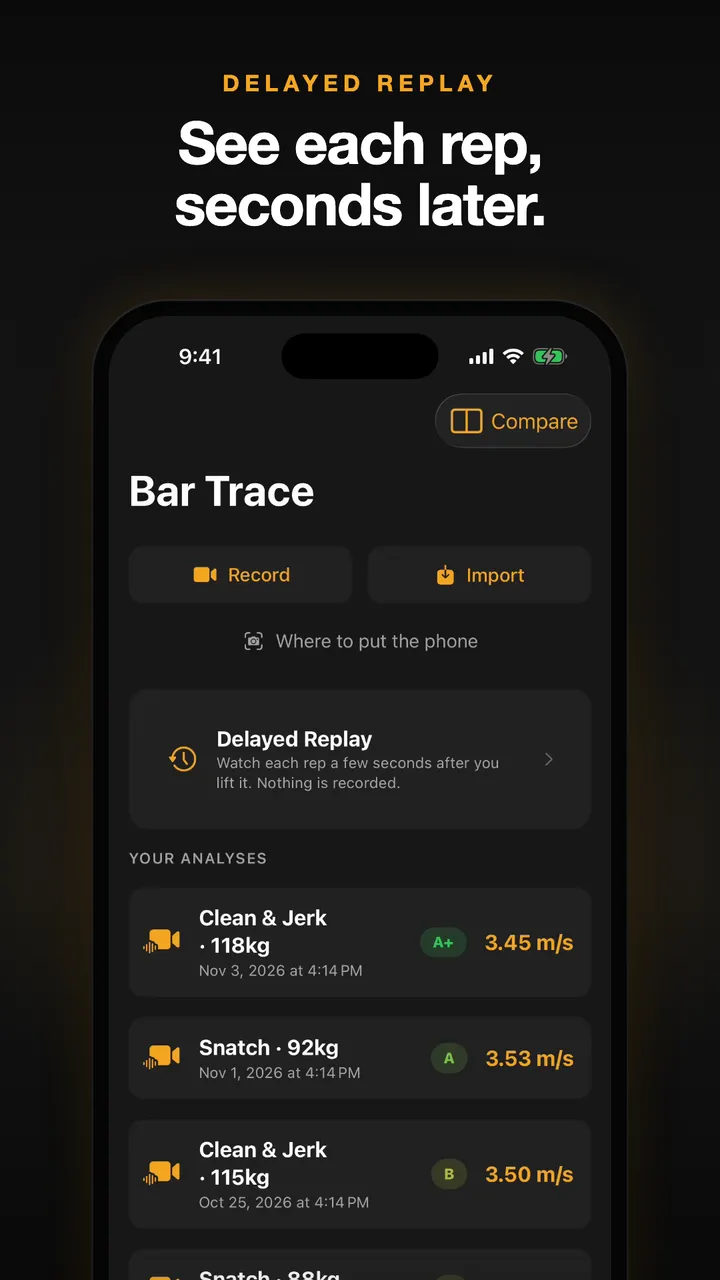 DELAYED REPLAY
See each rep,
seconds later.
9:41
Compare
Bar Trace
Record
Import
Where to put the phone
Delayed Replay
Watch each rep a few seconds after you
lift it. Nothing is recorded.
YOUR ANALYSES
Clean & Jerk
· 118kg
A+
3.45 m/s
Nov 3, 2026 at 4:14 PM
Snatch · 92kg
A
3.53 m/s
Nov 1, 2026 at 4:14 PM
Clean & Jerk
· 115kg
B
3.50 m/s
Oct 25, 2026 at 4:14 PM
Snatch · 88kg